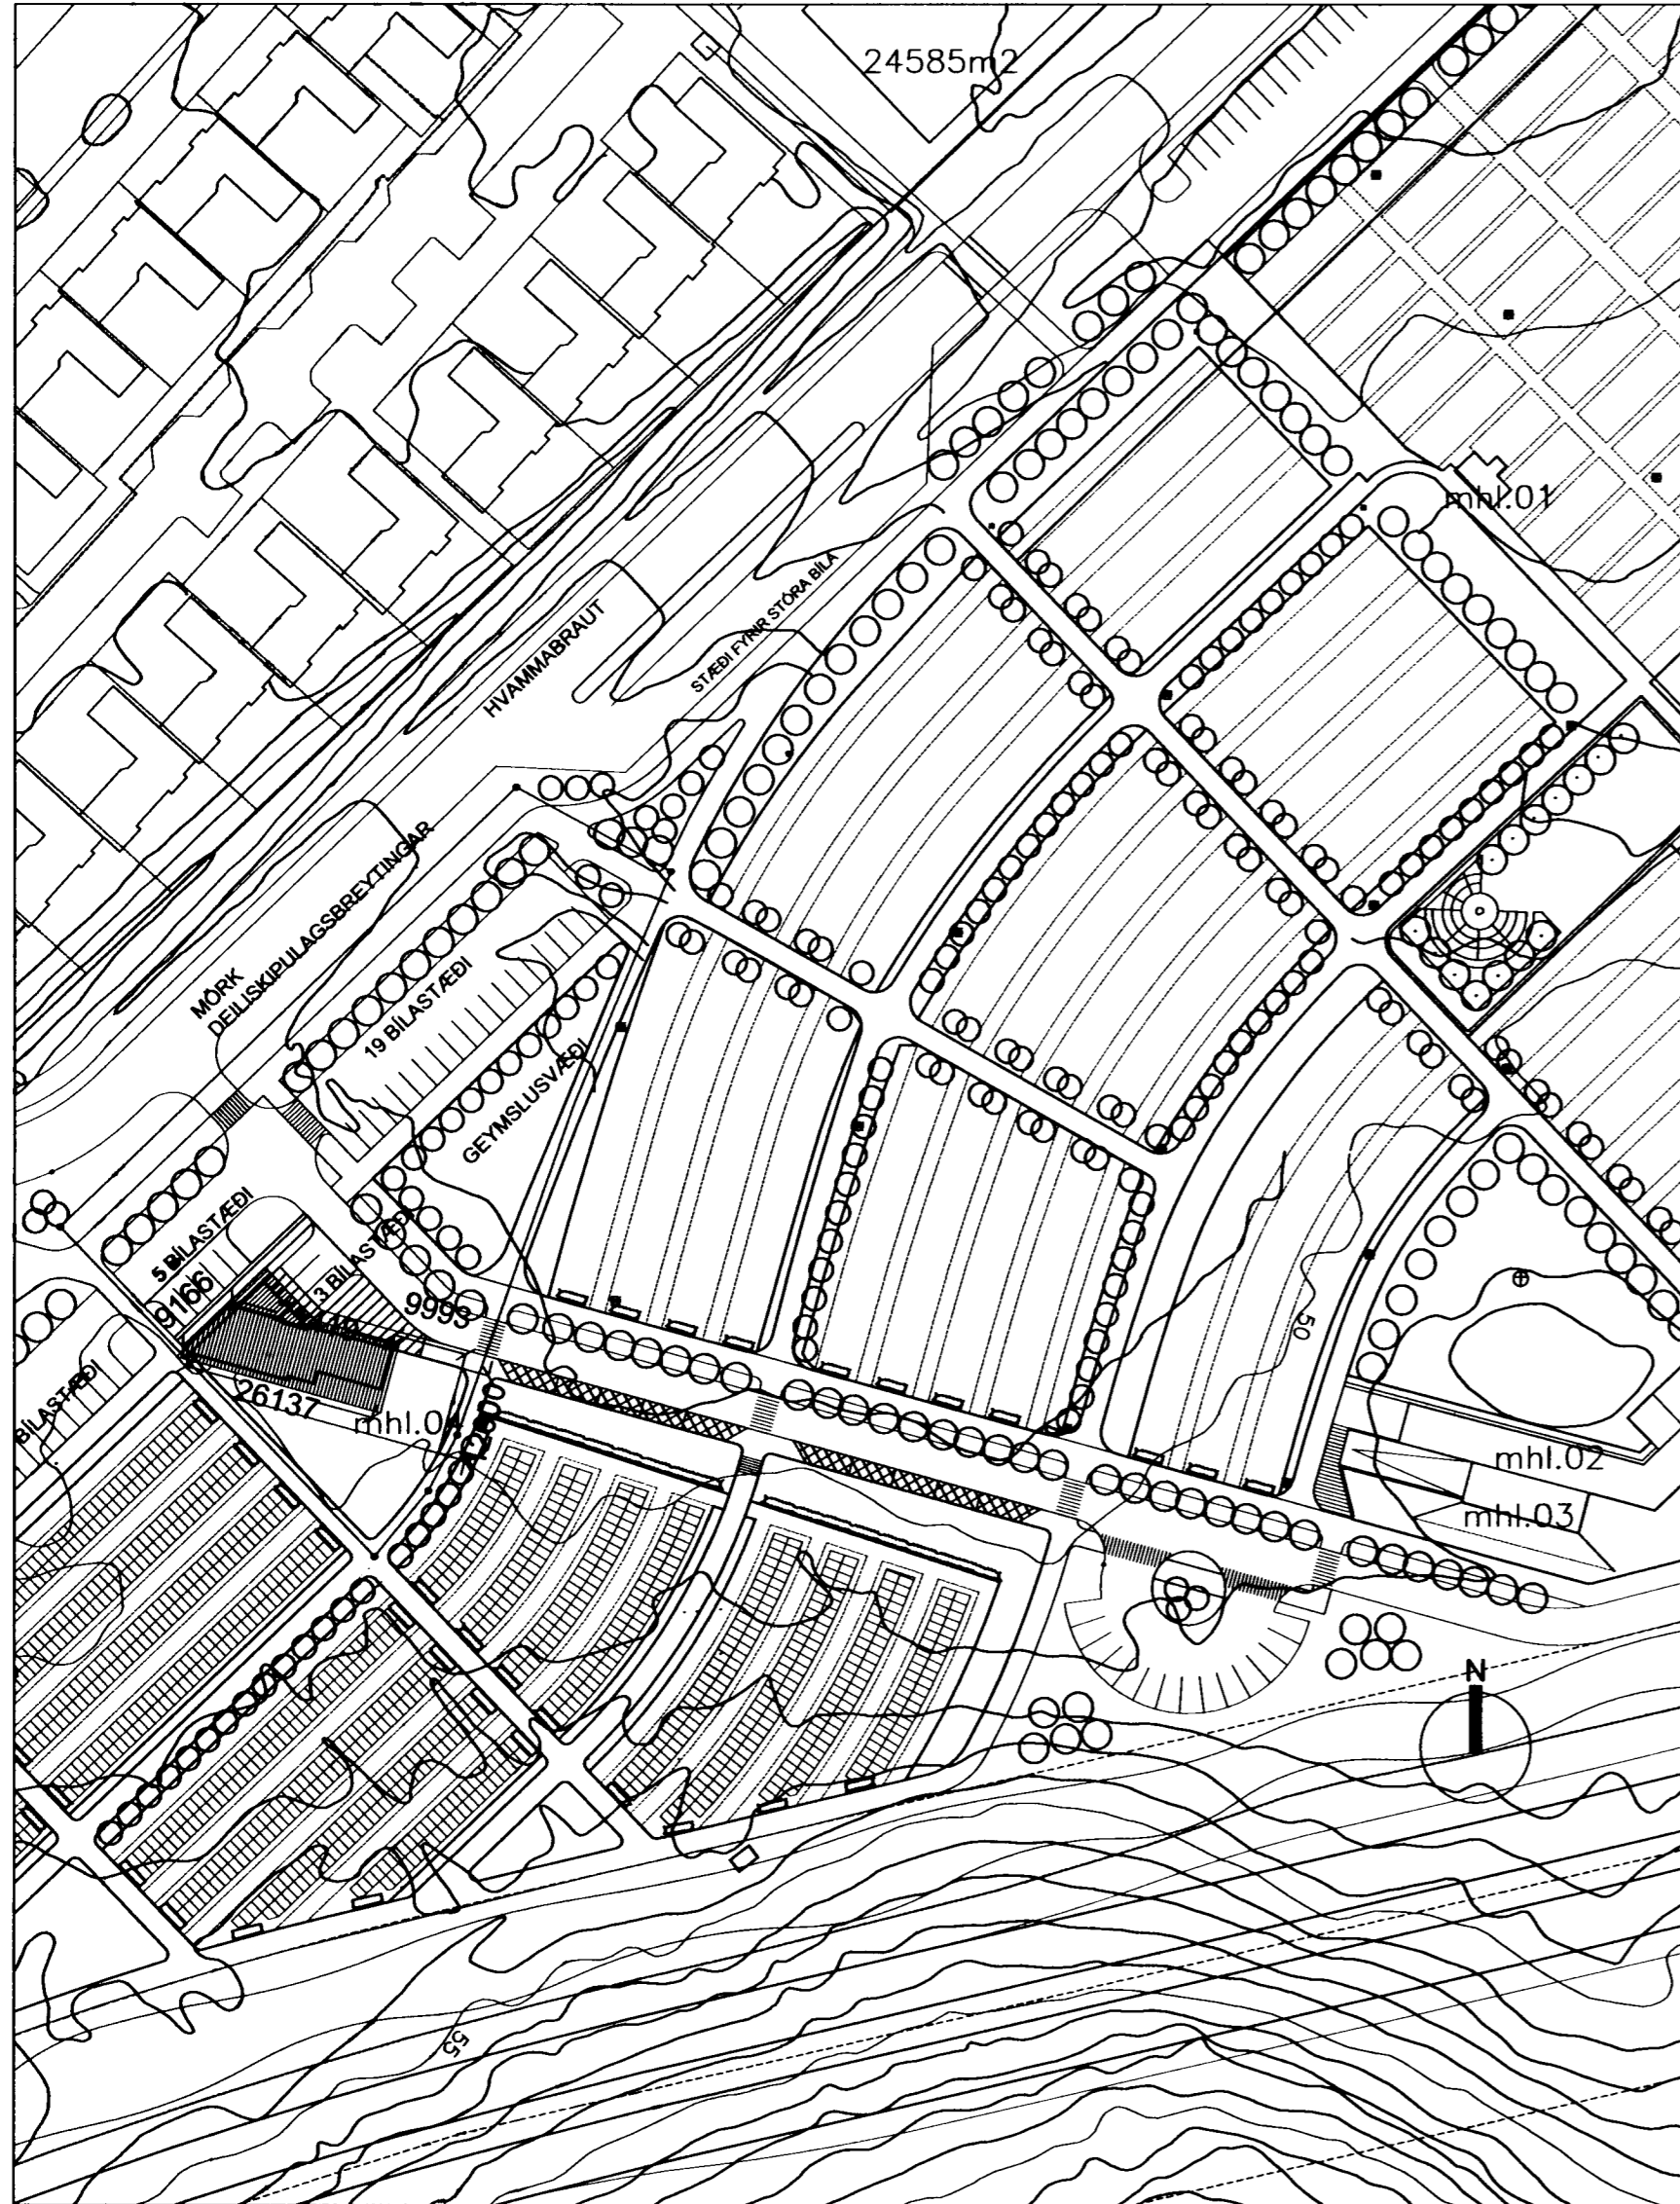 24585m2
mhl.01
STÆÐI FYRIR STÓRA BÍLA
HVAMMABRAUT
MÖRK
DEILISKIPULAGSBREYTINGAR
19 BÍLASTÆÐI
GEYMSLUSVÆÐI
5 BÍLASTÆÐI
3 BÍLASTÆÐI
9166
9993
26137
mhl.04
BÍLASTÆÐI
50
mhl.02
mhl.03
N
55